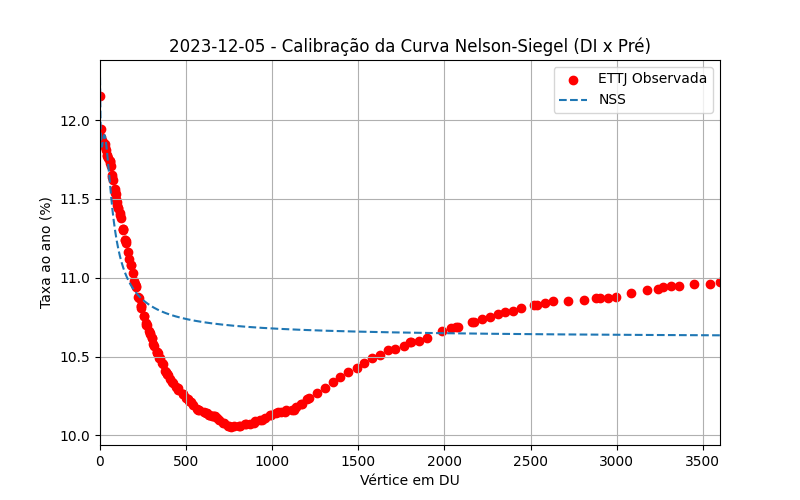 2023-12-05 - Calibração da Curva Nelson-Siegel (DI x Pré)
ETTJ Observada
NSS
Taxa ao ano (%)
12.0
11.5
11.0
10.5
10.0
0 500 1000 1500 2000 2500 3000 3500
Vértice em DU